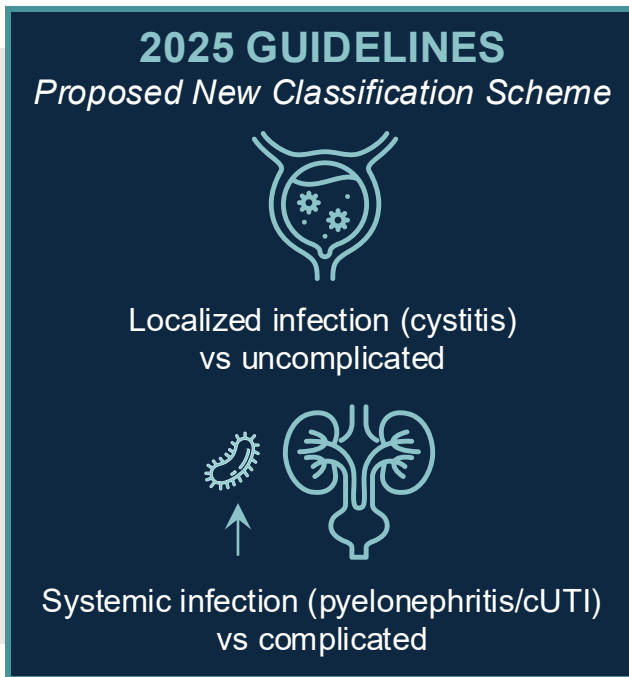 2025 GUIDELINES
Proposed New Classification Scheme
Localized infection (cystitis)
vs uncomplicated
Systemic infection (pyelonephritis/cUTI)
vs complicated